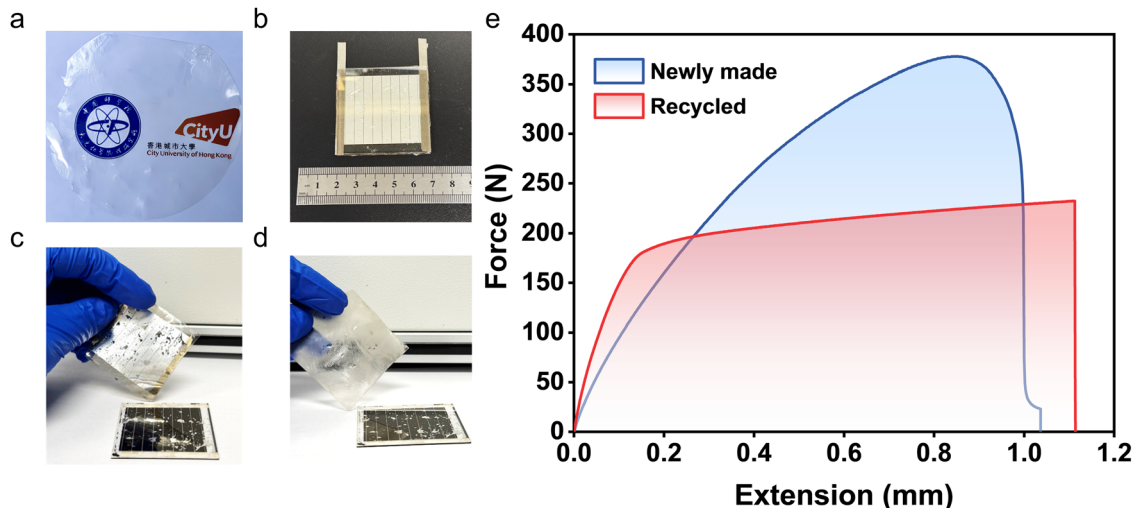 a
CityU
香港城市大學
City University of Hong Kong
b
1 2 3 4 5 6 7 8 9
c
d
e
Force (N)
400
350
300
250
200
150
100
50
0
Newly made
Recycled
0.0 0.2 0.4 0.6 0.8 1.0 1.2
Extension (mm)